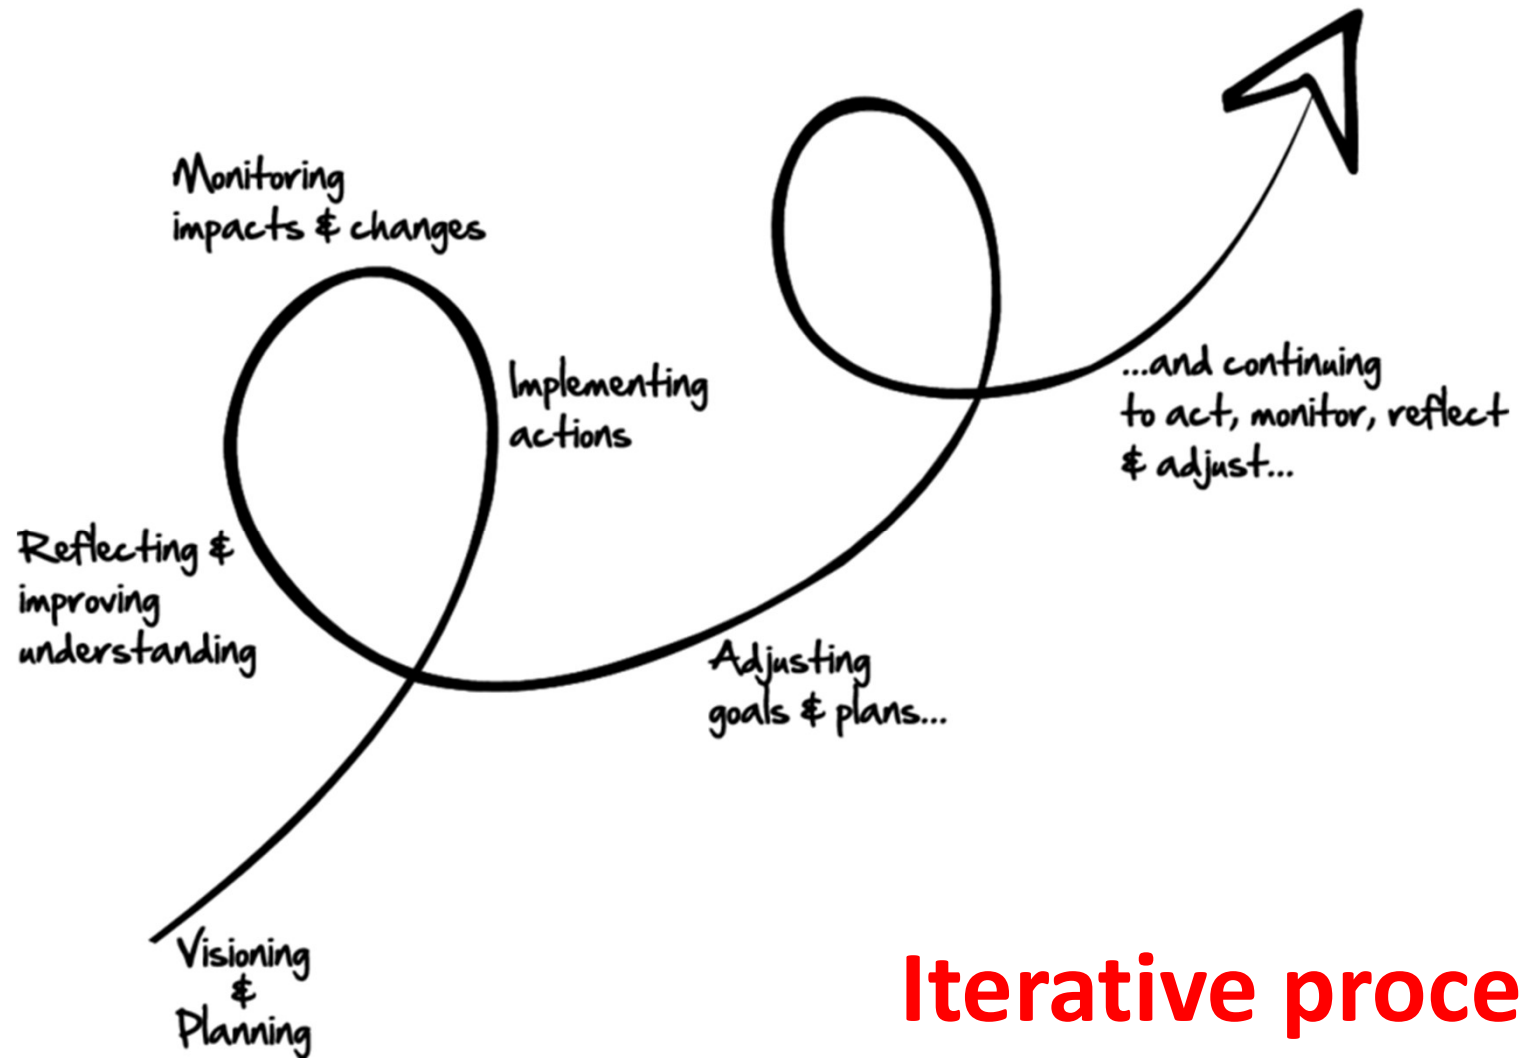 Monitoring
impacts & changes
Implementing
actions
...and continuing
to act, monitor, reflect
& adjust...
Reflecting &
improving
understanding
Adjusting
goals & plans...
Visioning
&
Planning
Iterative proce